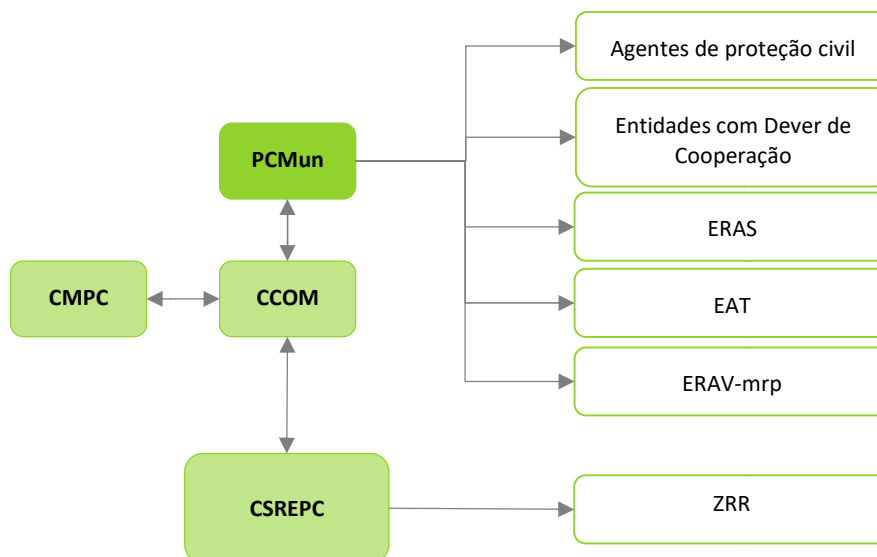 Agentes de proteção civil
Entidades com Dever de
Cooperação
PCMun
ERAS
CMPC
CCOM
EAT
ERAV-mrp
CSREPC
ZRR